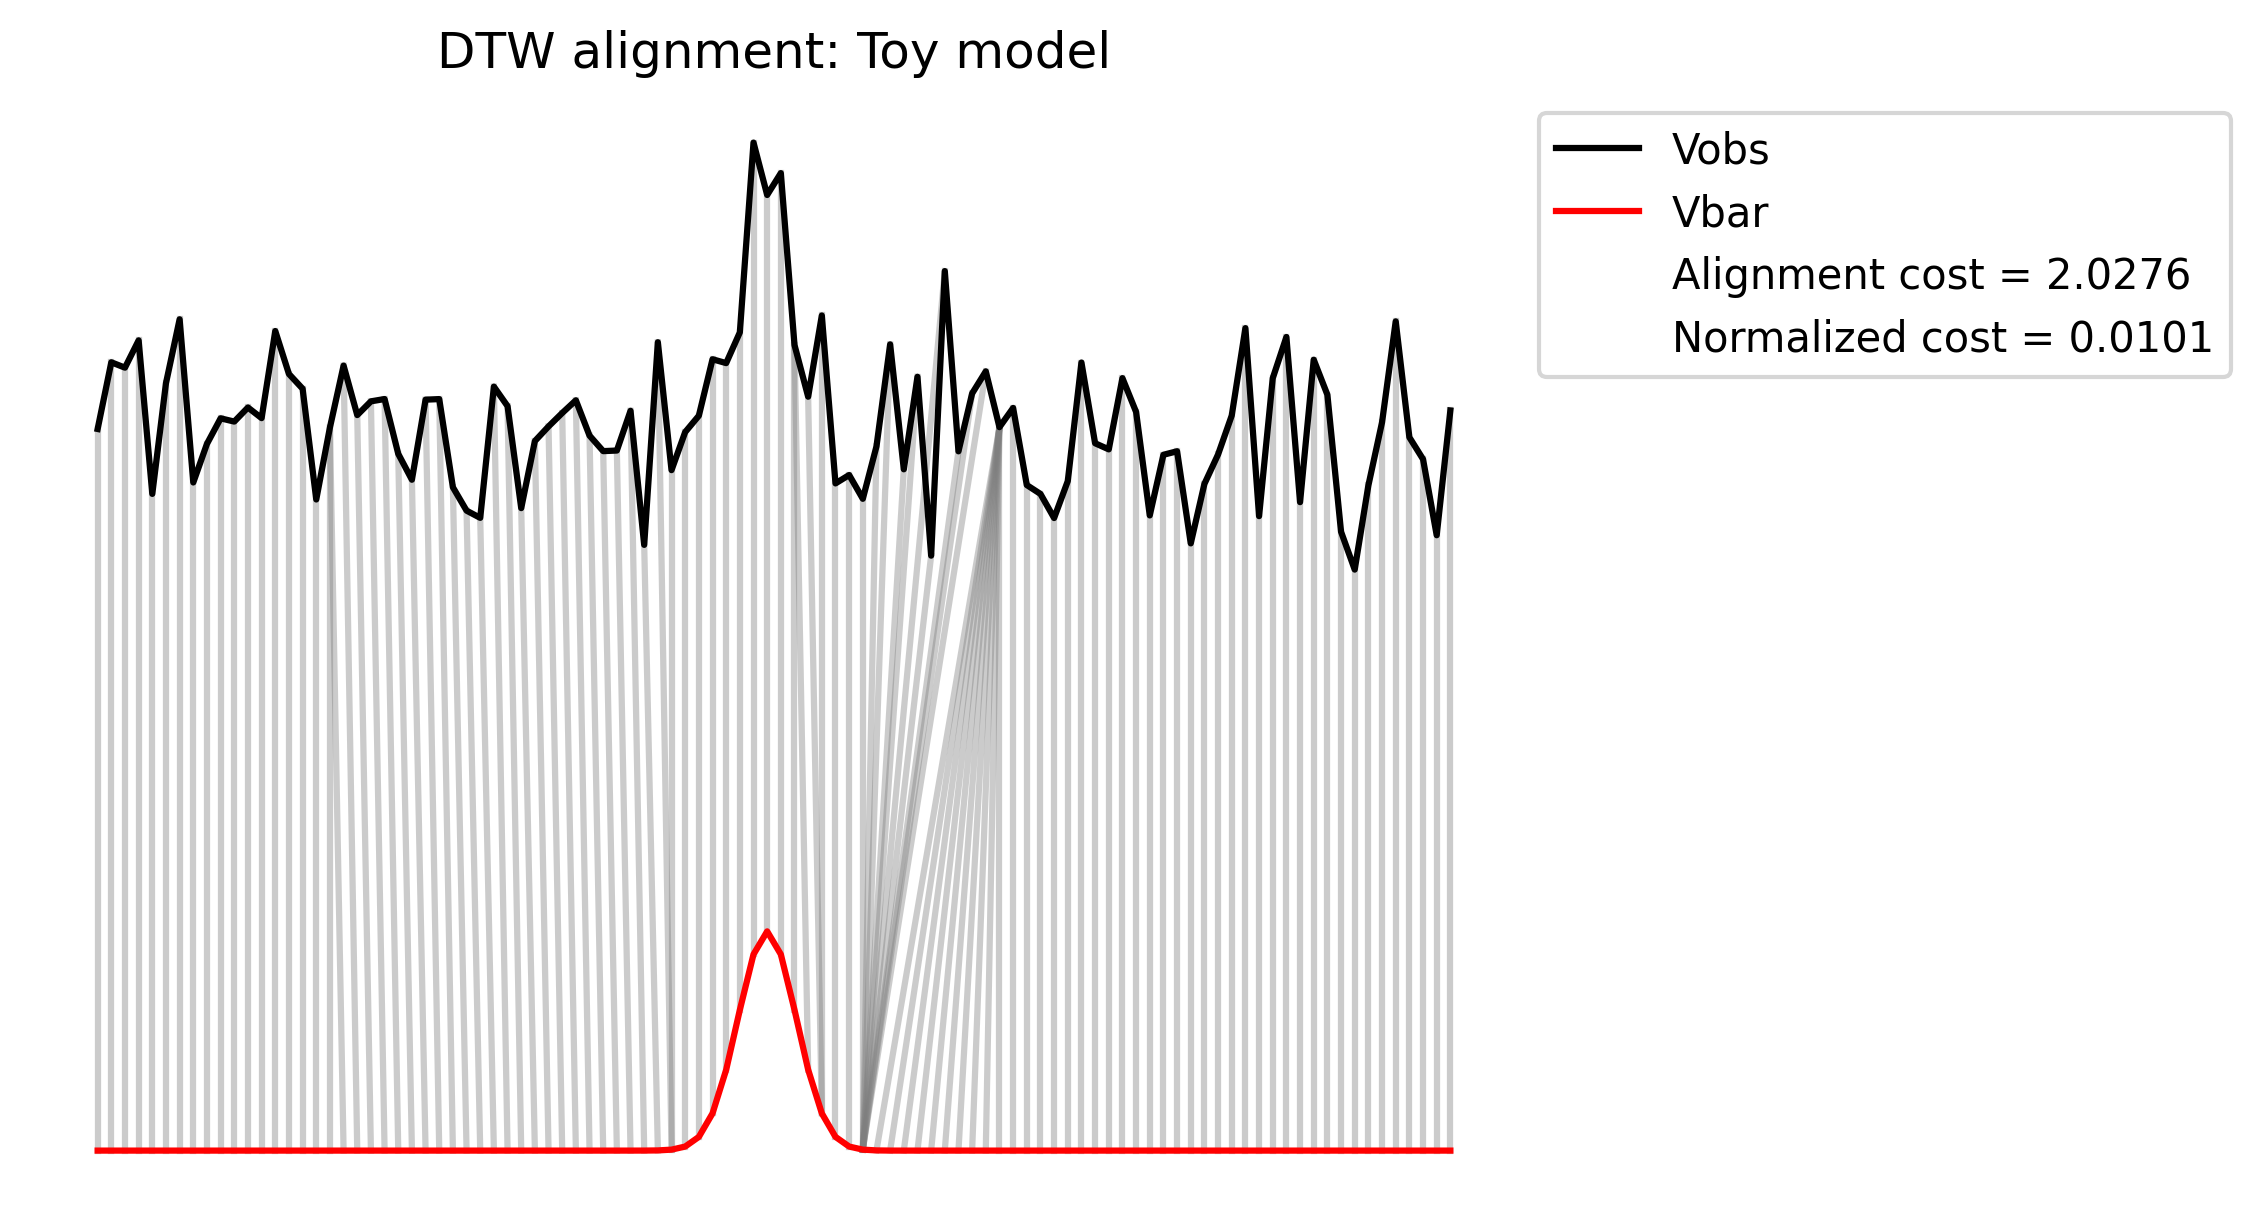 DTW alignment: Toy model
Vobs
Vbar
Alignment cost = 2.0276
Normalized cost = 0.0101